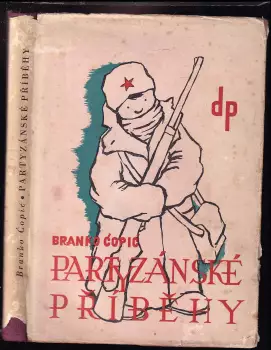 Branko Ćopić • PARTYZÁNSKÉ PŘÍBĚHY
dp
BRANKO ĆOPIĆ
PARTYZÁNSKÉ
PŘÍBĚHY